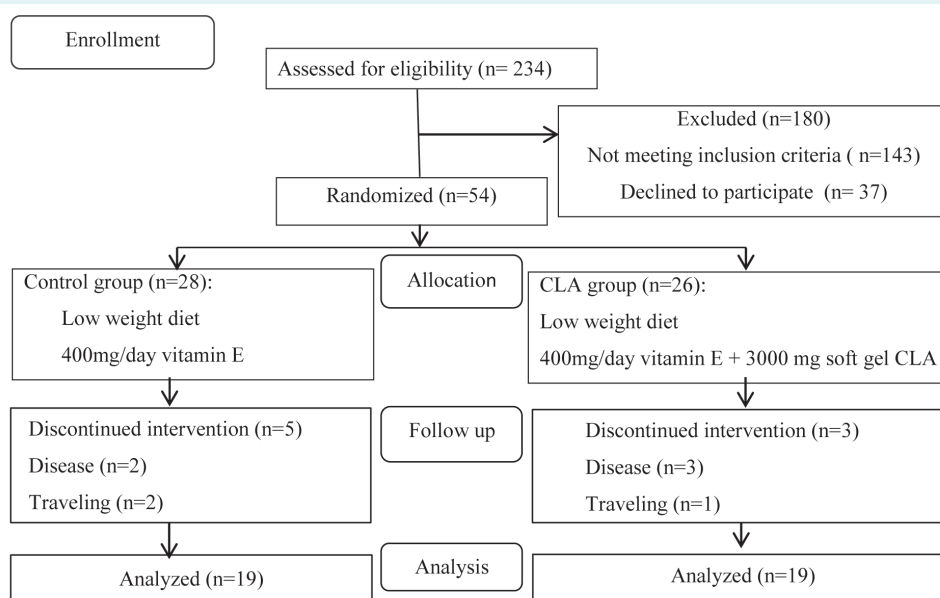 Enrollment
Assessed for eligibility (n= 234)
Excluded (n=180)
Not meeting inclusion criteria ( n=143)
Declined to participate (n= 37)
Randomized (n=54)
Allocation
Control group (n=28):
Low weight diet
400mg/day vitamin E
CLA group (n=26):
Low weight diet
400mg/day vitamin E + 3000 mg soft gel CLA
Follow up
Discontinued intervention (n=5)
Disease (n=2)
Traveling (n=2)
Discontinued intervention (n=3)
Disease (n=3)
Traveling (n=1)
Analysis
Analyzed (n=19)
Analyzed (n=19)